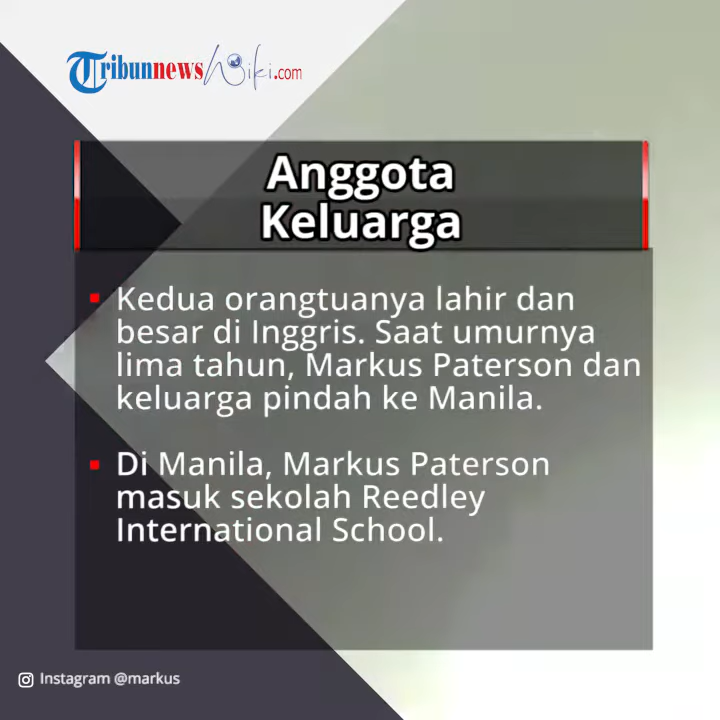 TribunnewsWiki.com
Anggota
Keluarga
Kedua orangtuanya lahir dan
besar di Inggris. Saat umurnya
lima tahun, Markus Paterson dan
keluarga pindah ke Manila.
Di Manila, Markus Paterson
masuk sekolah Reedley
International School.
Instagram @markus